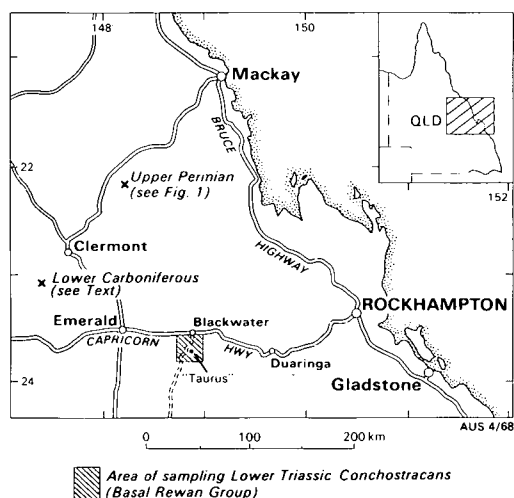 148
150
Mackay
BRUCE
QLD
22
Upper Perinian
(see Fig. 1)
152
Clermont
HIGHWAY
Lower Carboniferous
(see Text)
ROCKHAMPTON
Emerald
Blackwater
CAPRICORN
HWY
Duaringa
"Taurus"
Gladstone
24
AUS 4/68
0 100 200 km
Area of sampling Lower Triassic Conchostracans
(Basal Rewan Group)